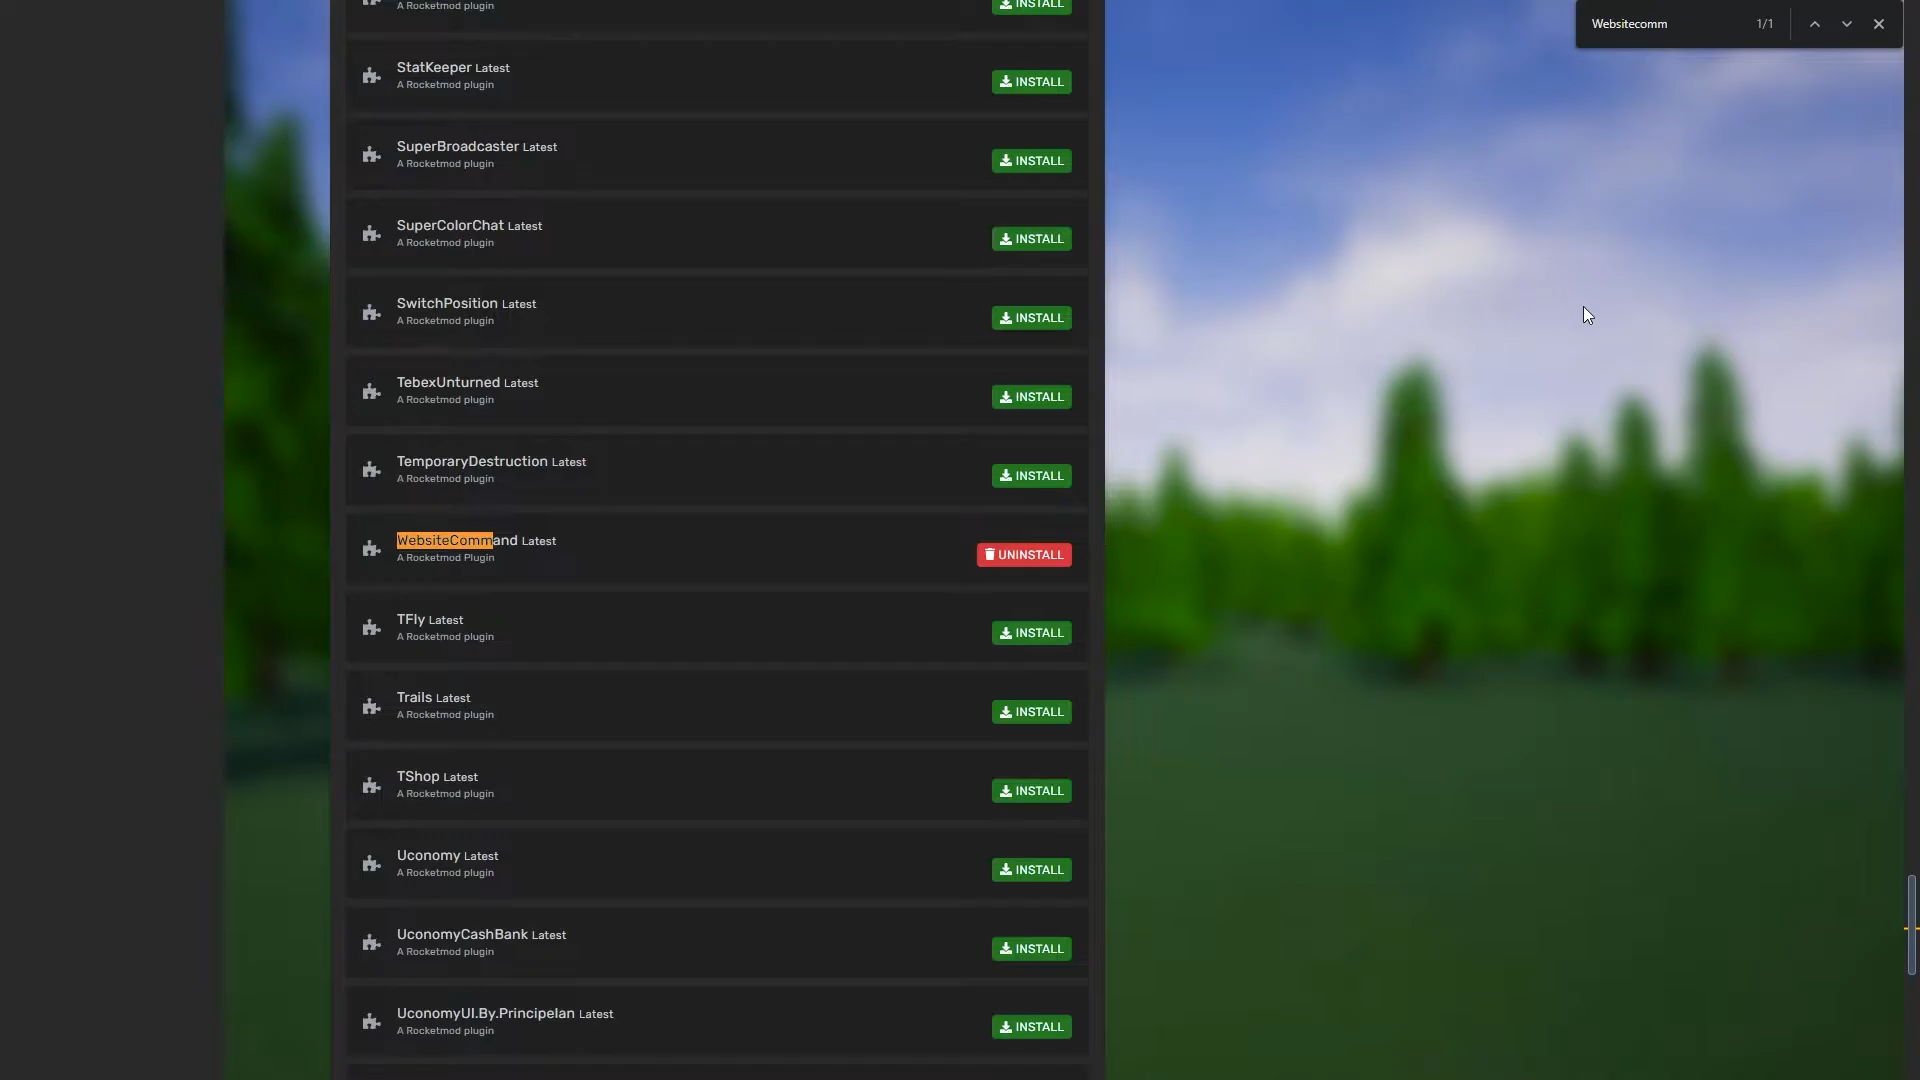 Websitecomm 1/1
A Rocketmod plugin
INSTALL
StatKeeper Latest
A Rocketmod plugin
INSTALL
SuperBroadcaster Latest
A Rocketmod plugin
INSTALL
SuperColorChat Latest
A Rocketmod plugin
INSTALL
SwitchPosition Latest
A Rocketmod plugin
INSTALL
TebexUnturned Latest
A Rocketmod plugin
INSTALL
TemporaryDestruction Latest
A Rocketmod plugin
INSTALL
WebsiteCommand Latest
A Rocketmod Plugin
UNINSTALL
TFly Latest
A Rocketmod plugin
INSTALL
Trails Latest
A Rocketmod plugin
INSTALL
TShop Latest
A Rocketmod plugin
INSTALL
Uconomy Latest
A Rocketmod plugin
INSTALL
UconomyCashBank Latest
A Rocketmod plugin
INSTALL
UconomyUI.By.Principelan Latest
A Rocketmod plugin
INSTALL